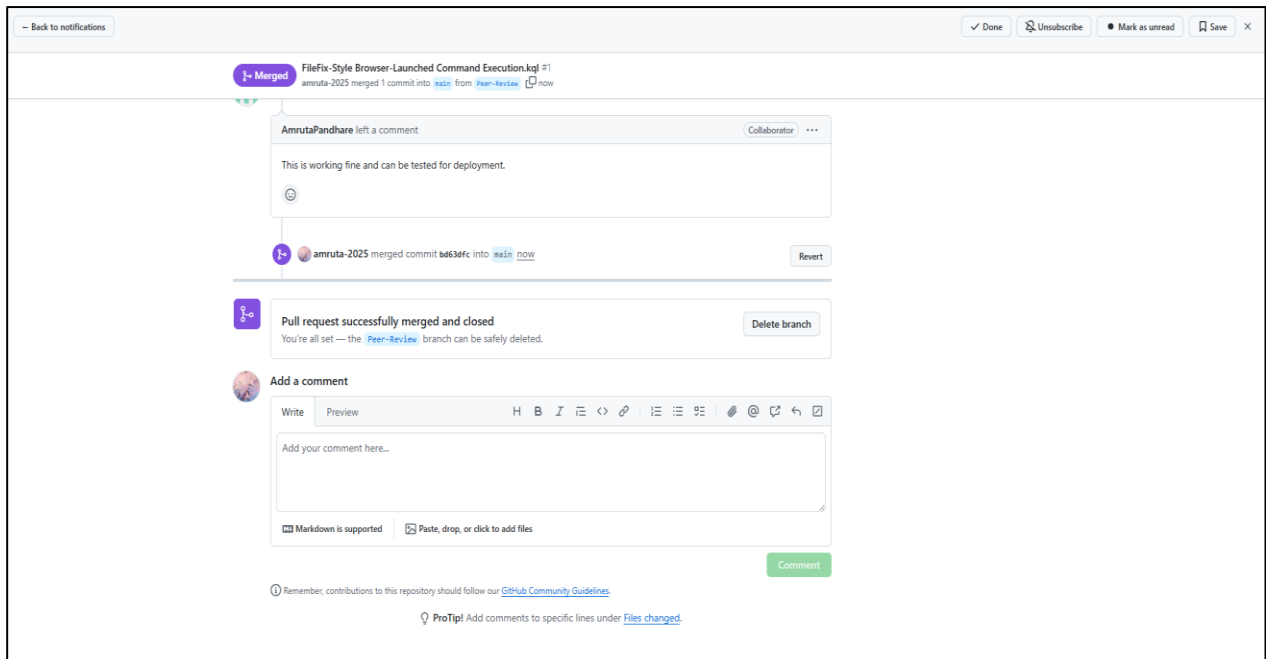 ← Back to notifications
Done
Unsubscribe
Mark as unread
Save
Merged
FileFix-Style Browser-Launched Command Execution.kql #1
amruta-2025 merged 1 commit into main from Peer-Review now
AmrutaPandhare left a comment
Collaborator
This is working fine and can be tested for deployment.
amruta-2025 merged commit bd63dfc into main now
Revert
Pull request successfully merged and closed
You're all set — the Peer-Review branch can be safely deleted.
Delete branch
Add a comment
Write Preview
Add your comment here...
Markdown is supported
Paste, drop, or click to add files
Comment
Remember, contributions to this repository should follow our GitHub Community Guidelines.
ProTip! Add comments to specific lines under Files changed.